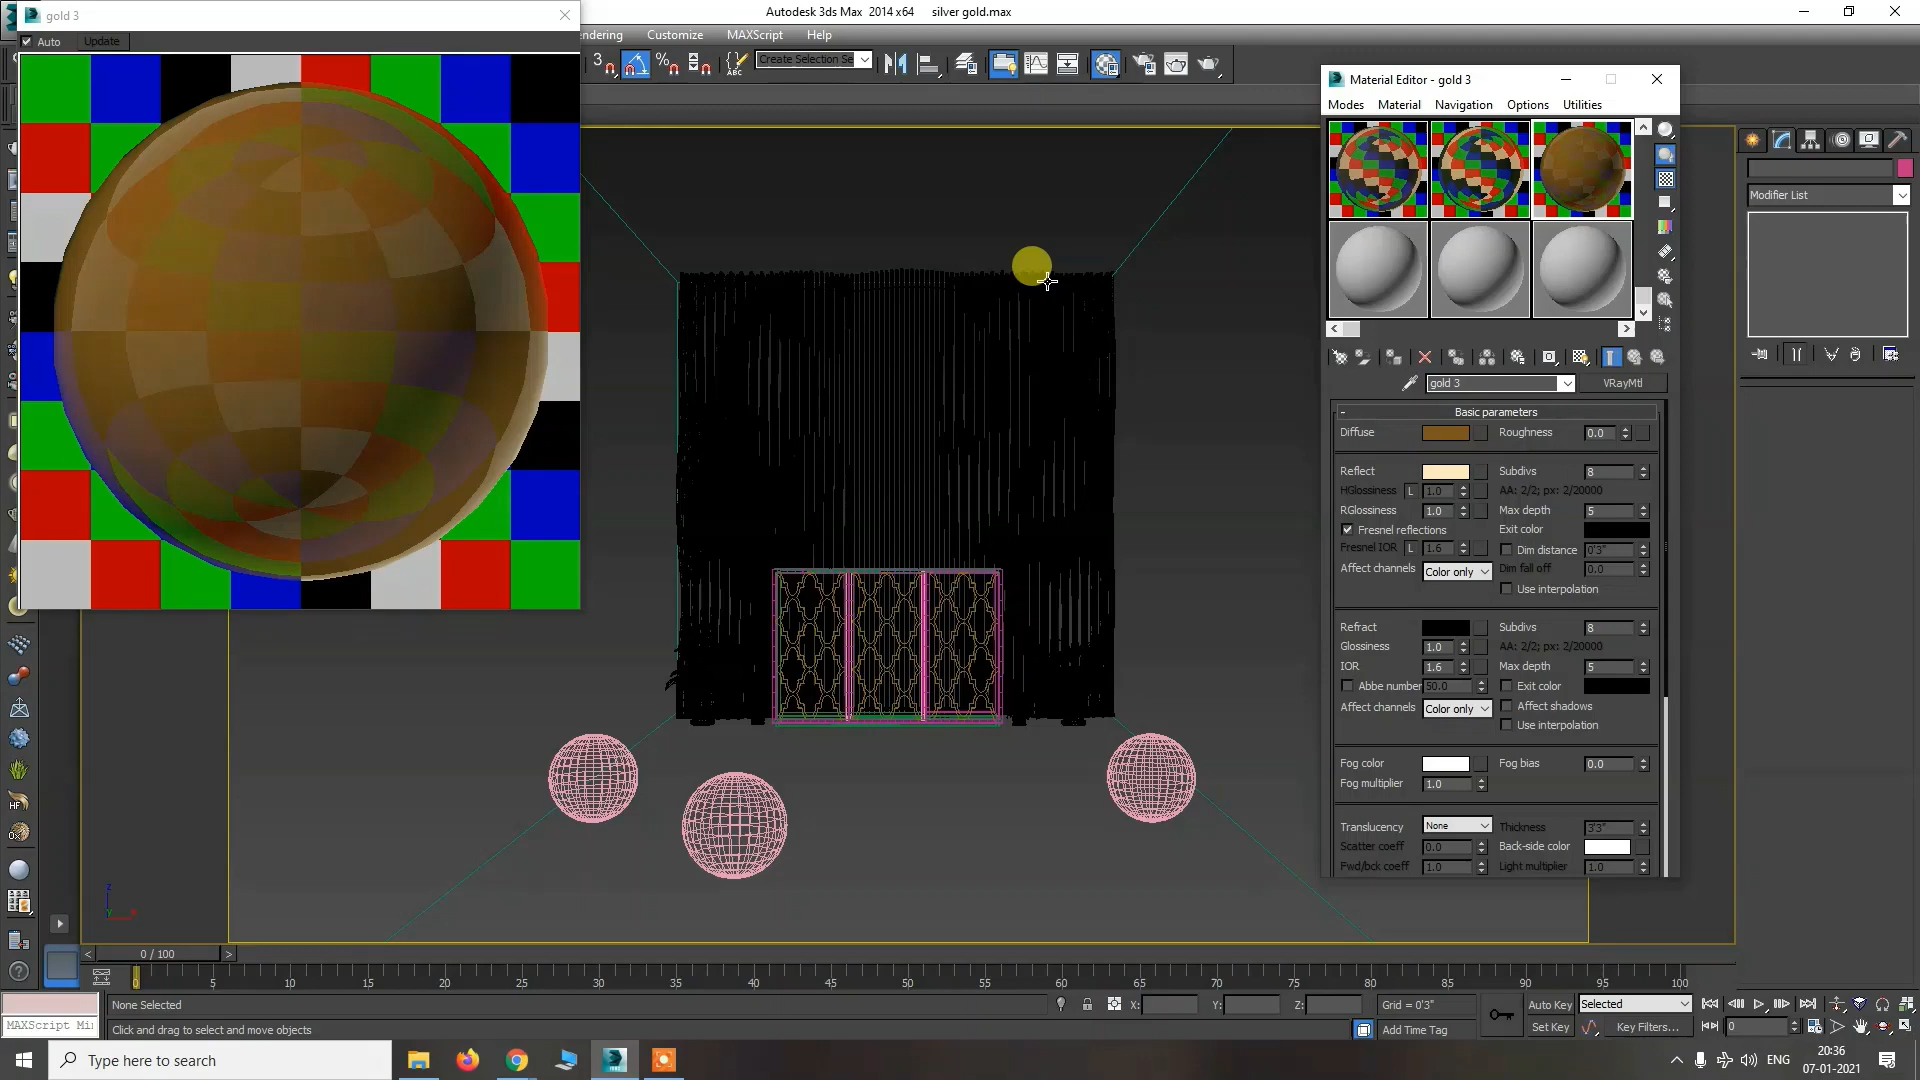 gold 3
Autodesk 3ds Max 2014 x64 silver gold.max
Auto Update
ndering Customize MAXScript Help
3 % ABC Create Selection Se
Material Editor - gold 3
Modes Material Navigation Options Utilities
Modifier List
gold 3 VRayMtl
- Basic parameters
Diffuse Roughness 0.0
Reflect Subdivs 8
HGlossiness L 1.0 AA: 2/2; px: 2/20000
RGlossiness 1.0 Max depth 5
Fresnel reflections Exit color
Fresnel IOR L 1.6 Dim distance 0'3"
Affect channels Color only Dim fall off 0.0
Use interpolation
Refract Subdivs 8
Glossiness 1.0 AA: 2/2; px: 2/20000
IOR 1.6 Max depth 5
Abbe number 50.0 Exit color
Affect channels Color only Affect shadows
Use interpolation
Fog color Fog bias 0.0
Fog multiplier 1.0
Translucency None Thickness 3'3"
Scatter coeff 0.0 Back-side color
Fwd/bck coeff 1.0 Light multiplier 1.0
HF
z
x
< 0 / 100 >
0 5 10 15 20 25 30 35 40 45 50 55 60 65 70 75 80 85 90 95 100
None Selected X: Y: Z: Grid = 0'3" Auto Key Selected
MAXScript Mi Click and drag to select and move objects Add Time Tag Set Key Key Filters... 0
Type here to search
ENG 20:36
07-01-2021